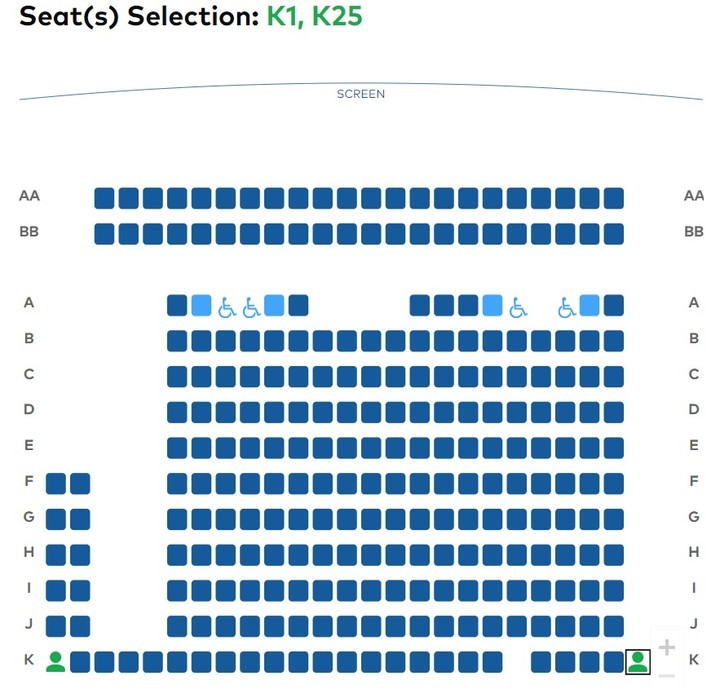 Seat(s) Selection: K1, K25
SCREEN
AA AA
BB BB
A A
B B
C C
D D
E E
F F
G G
H H
I I
J J
K + − K